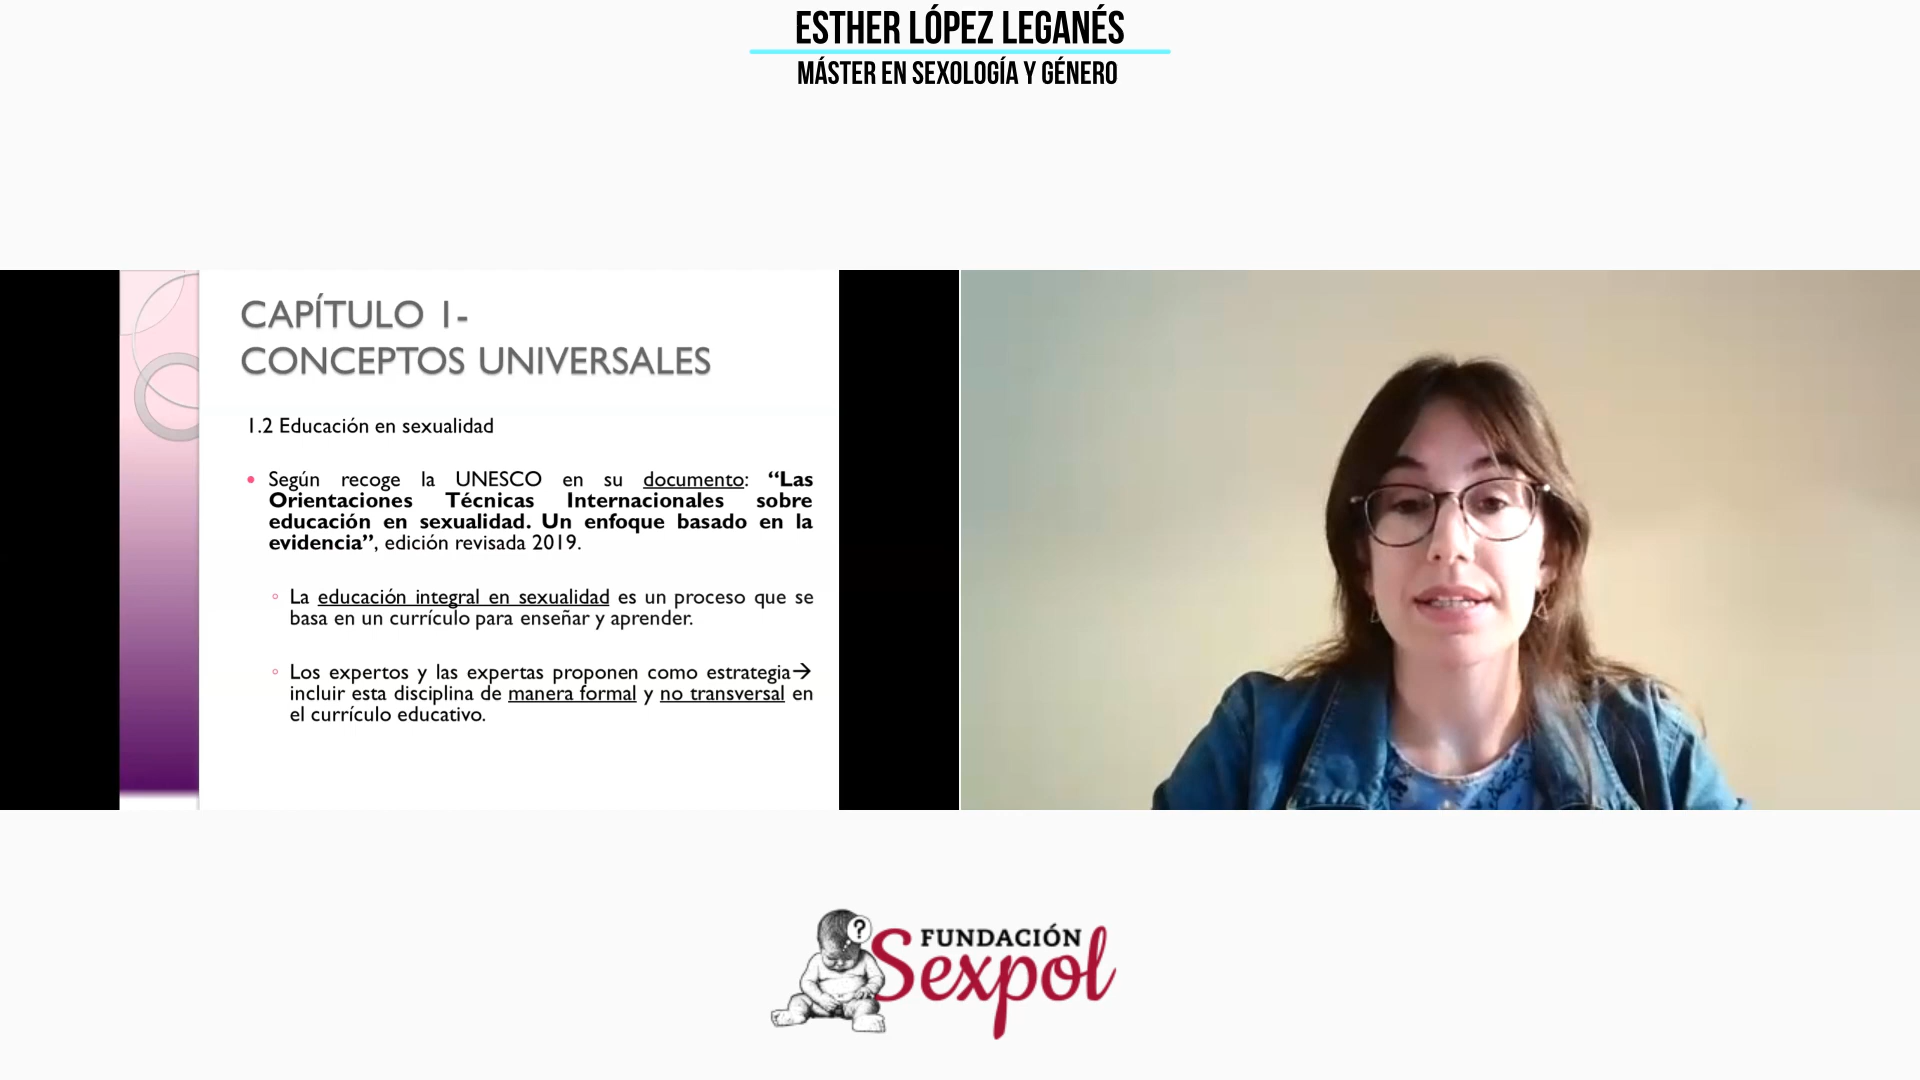 ESTHER LÓPEZ LEGANÉS
MÁSTER EN SEXOLOGÍA Y GÉNERO
CAPÍTULO 1-
CONCEPTOS UNIVERSALES
1.2 Educación en sexualidad
• Según recoge la UNESCO en su documento: “Las
Orientaciones Técnicas Internacionales sobre
educación en sexualidad. Un enfoque basado en la
evidencia”, edición revisada 2019.
◦ La educación integral en sexualidad es un proceso que se
basa en un currículo para enseñar y aprender.
◦ Los expertos y las expertas proponen como estrategia→
incluir esta disciplina de manera formal y no transversal en
el currículo educativo.
?
FUNDACIÓN
Sexpol